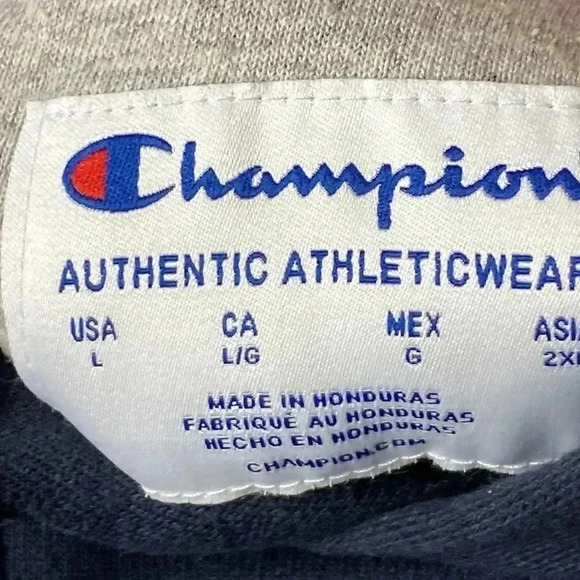 Champion
AUTHENTIC ATHLETICWEAR
USA CA MEX ASIA
L L/G G 2XL
MADE IN HONDURAS
FABRIQUÉ AU HONDURAS
HECHO EN HONDURAS
CHAMPION.COM